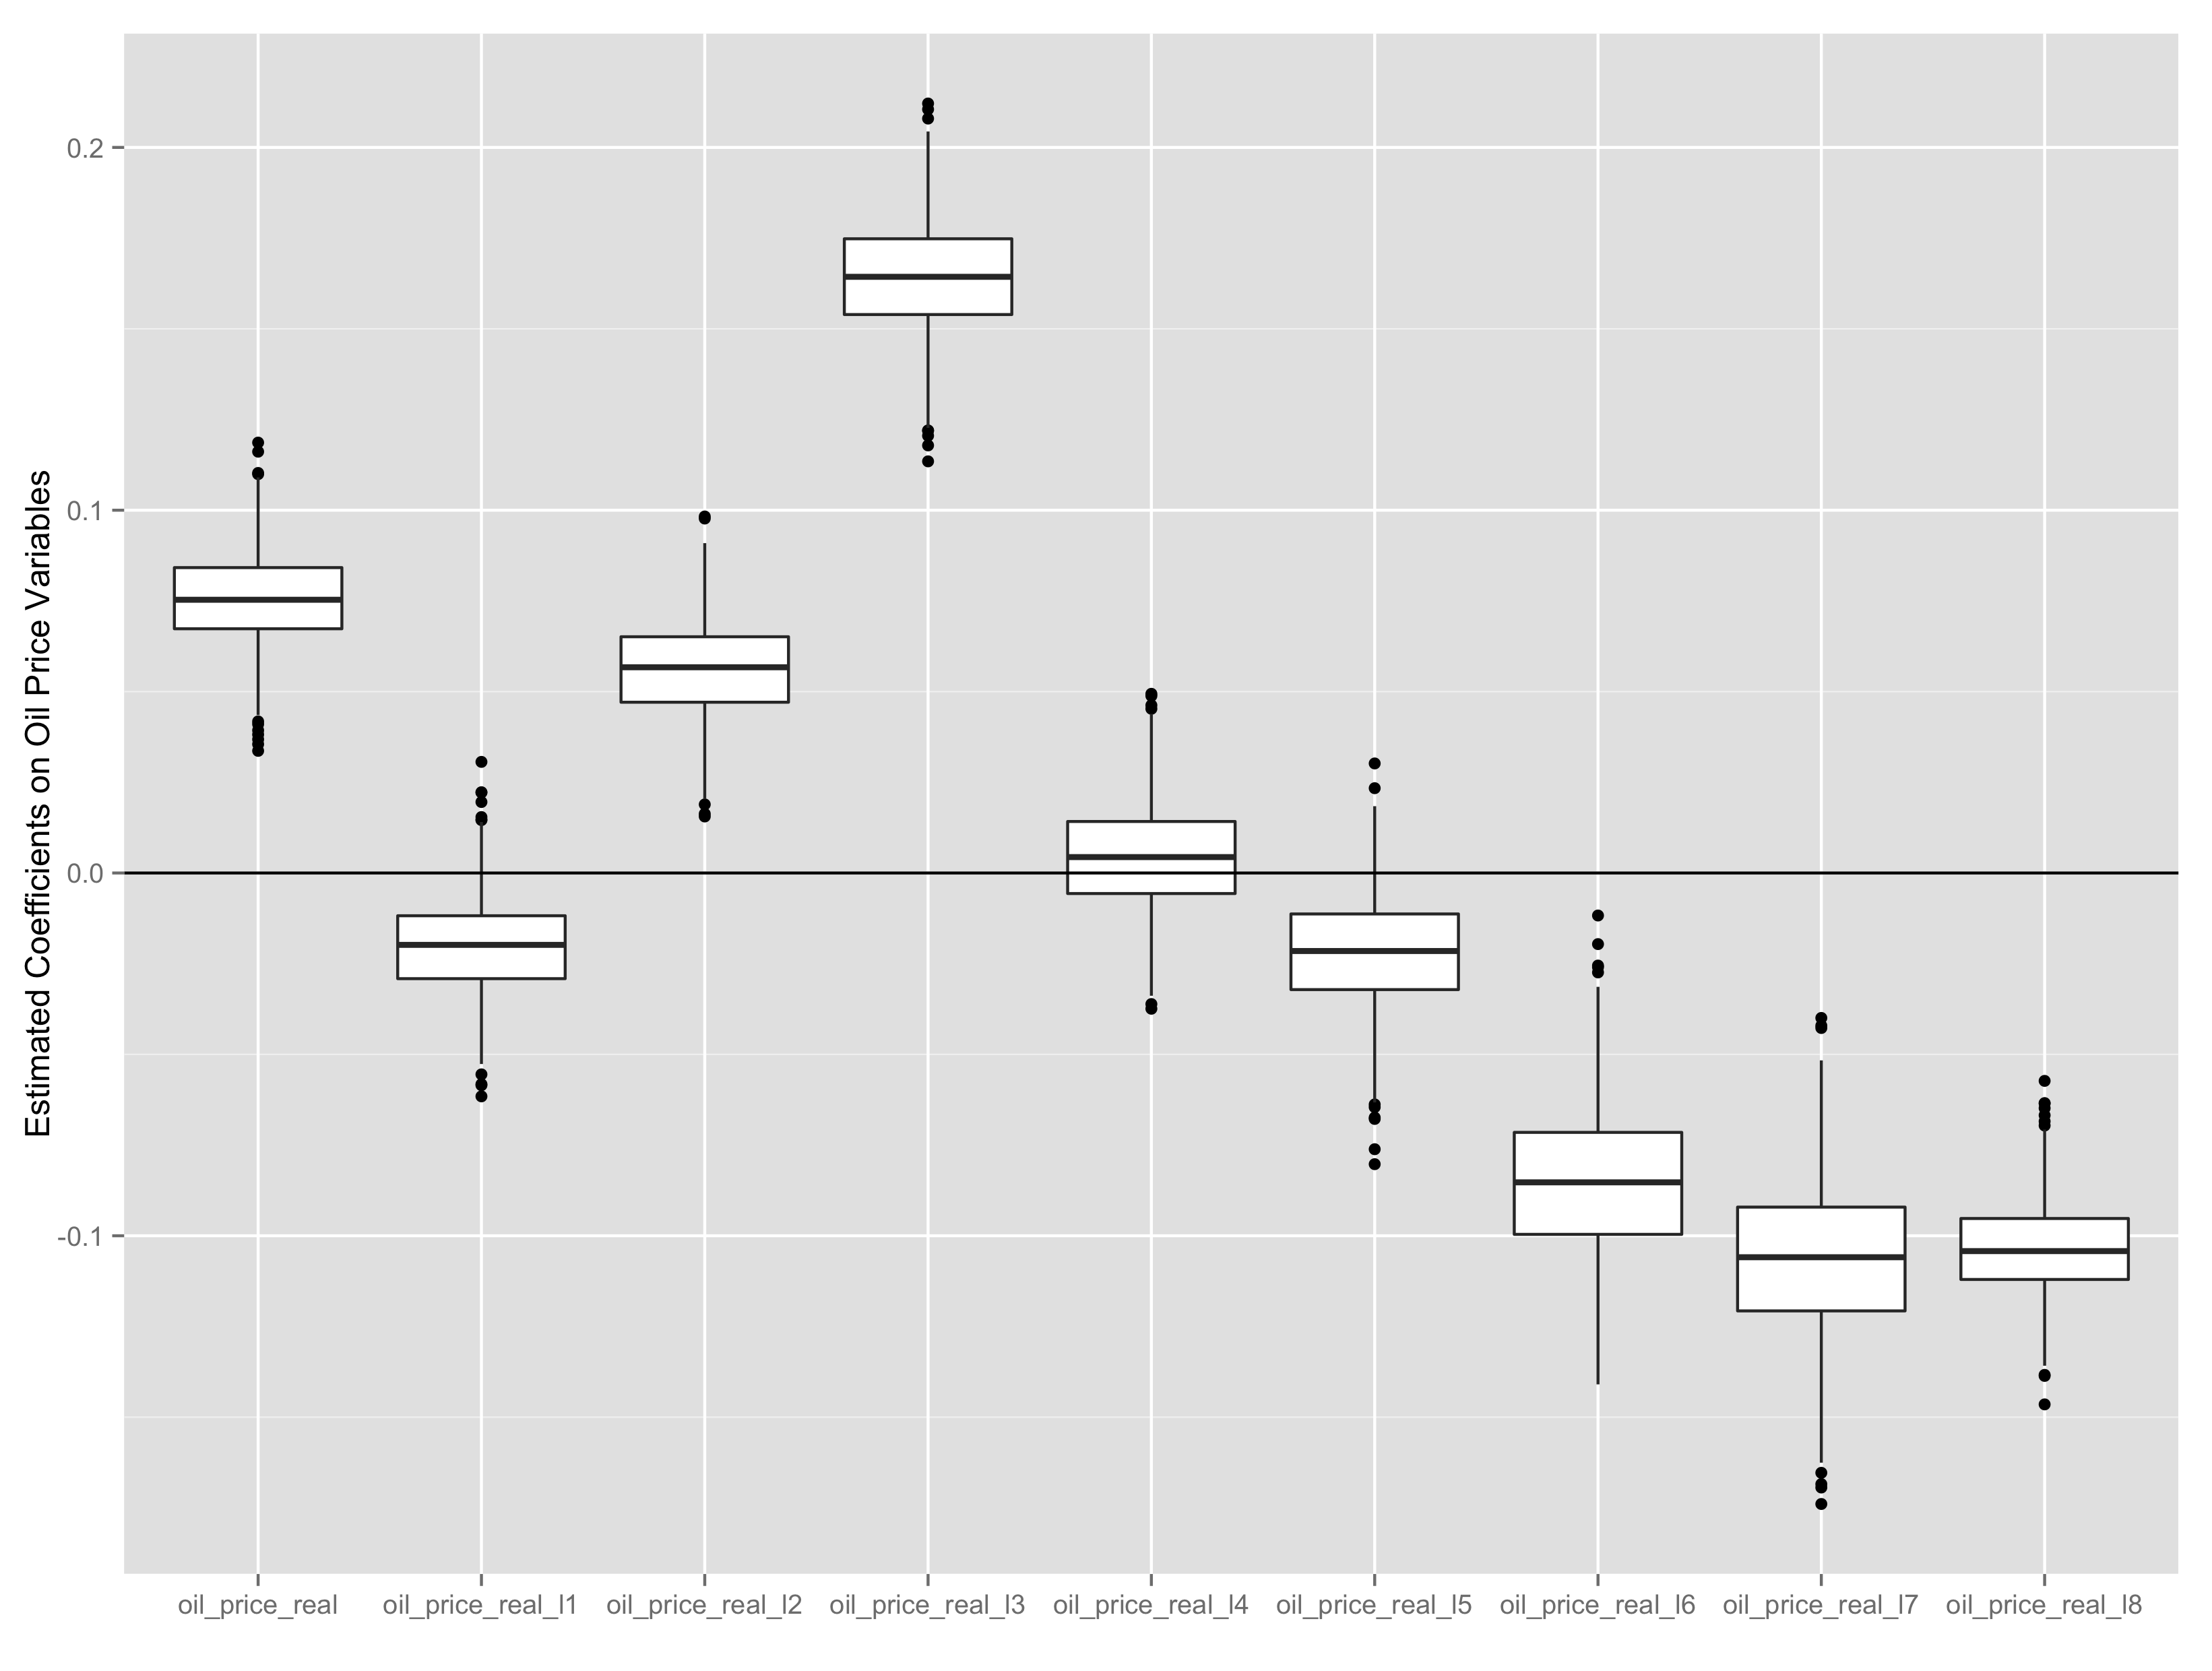 Estimated Coefficients on Oil Price Variables
0.2
0.1
0.0
-0.1
oil_price_real oil_price_real_l1 oil_price_real_l2 oil_price_real_l3 oil_price_real_l4 oil_price_real_l5 oil_price_real_l6 oil_price_real_l7 oil_price_real_l8